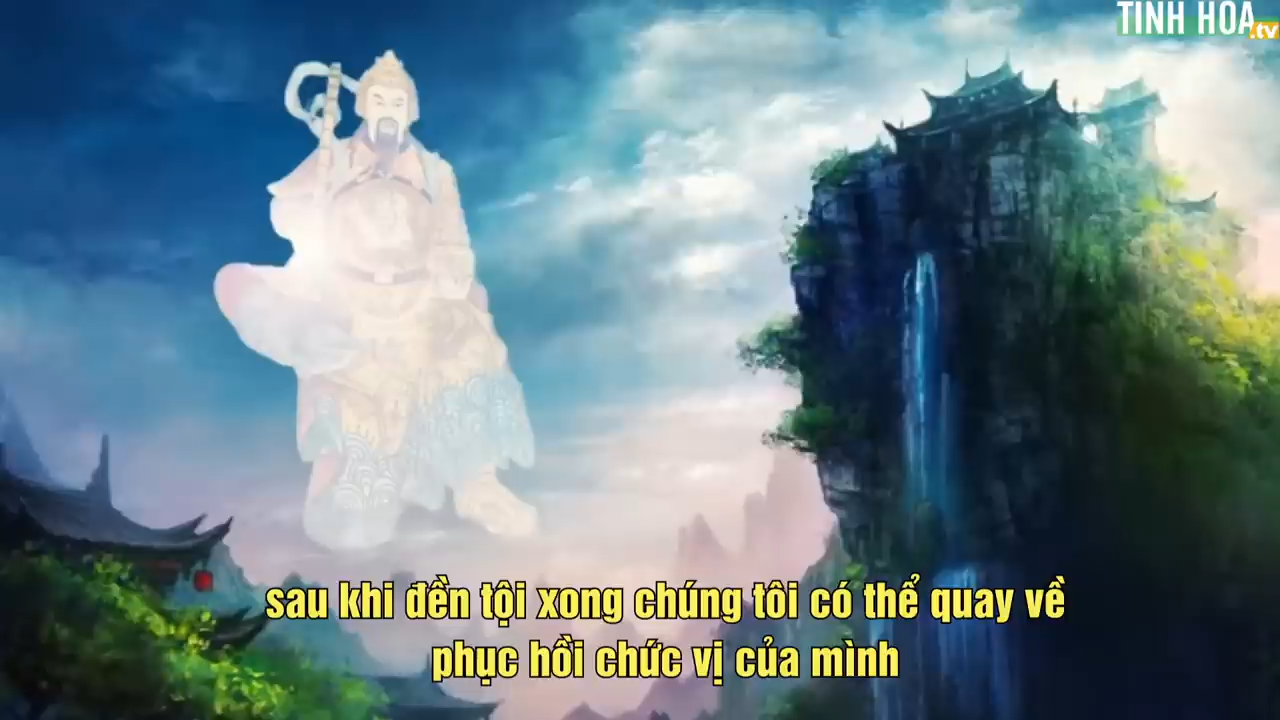 TINH HOA
.tv
sau khi đền tội xong chúng tôi có thể quay về
phục hồi chức vị của mình